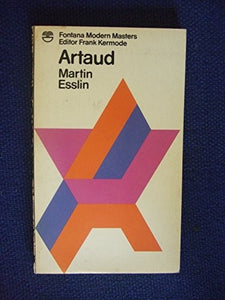 Fontana Modern Masters
Editor Frank Kermode
Artaud
Martin
Esslin